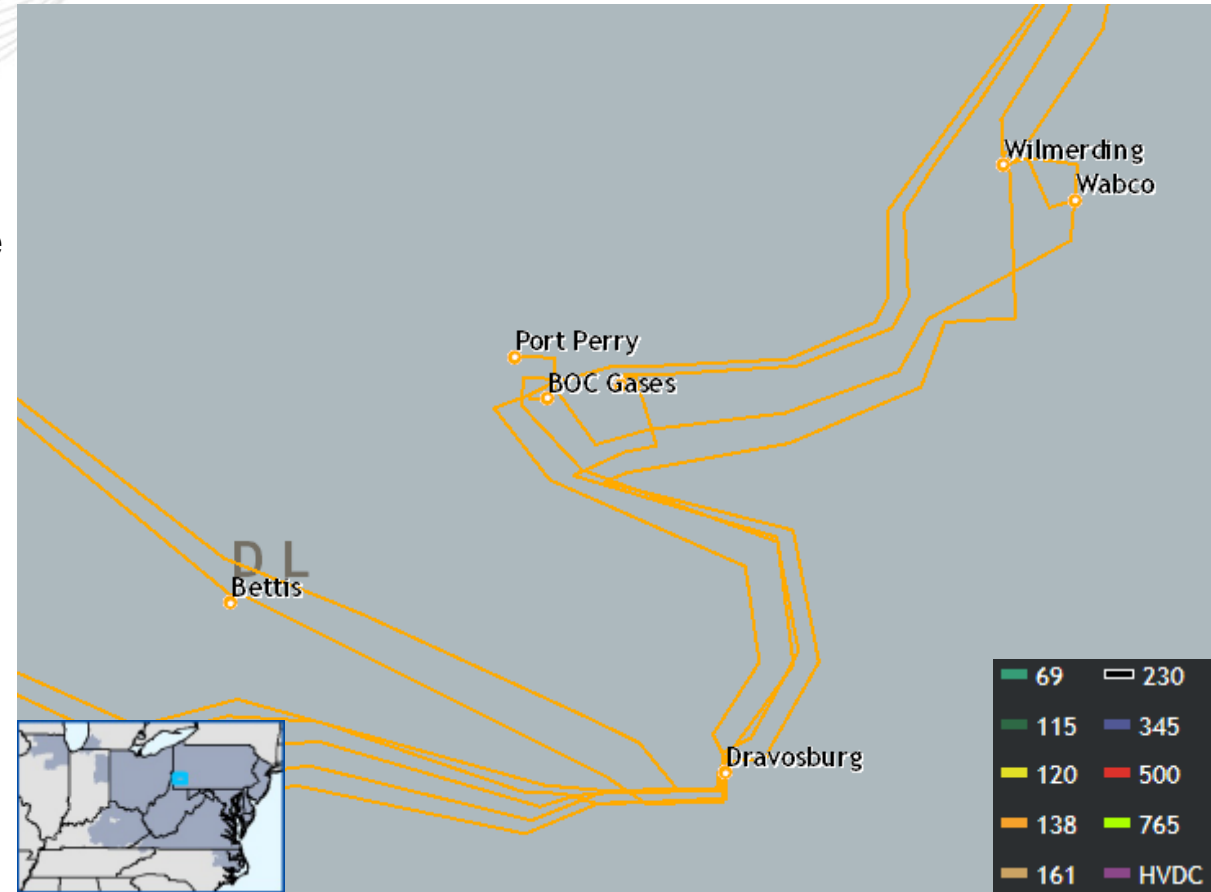 Wilmerding
Wabco
Port Perry
BOC Gases
D L
Bettis
Dravosburg
69 230
115 345
120 500
138 765
161 HVDC